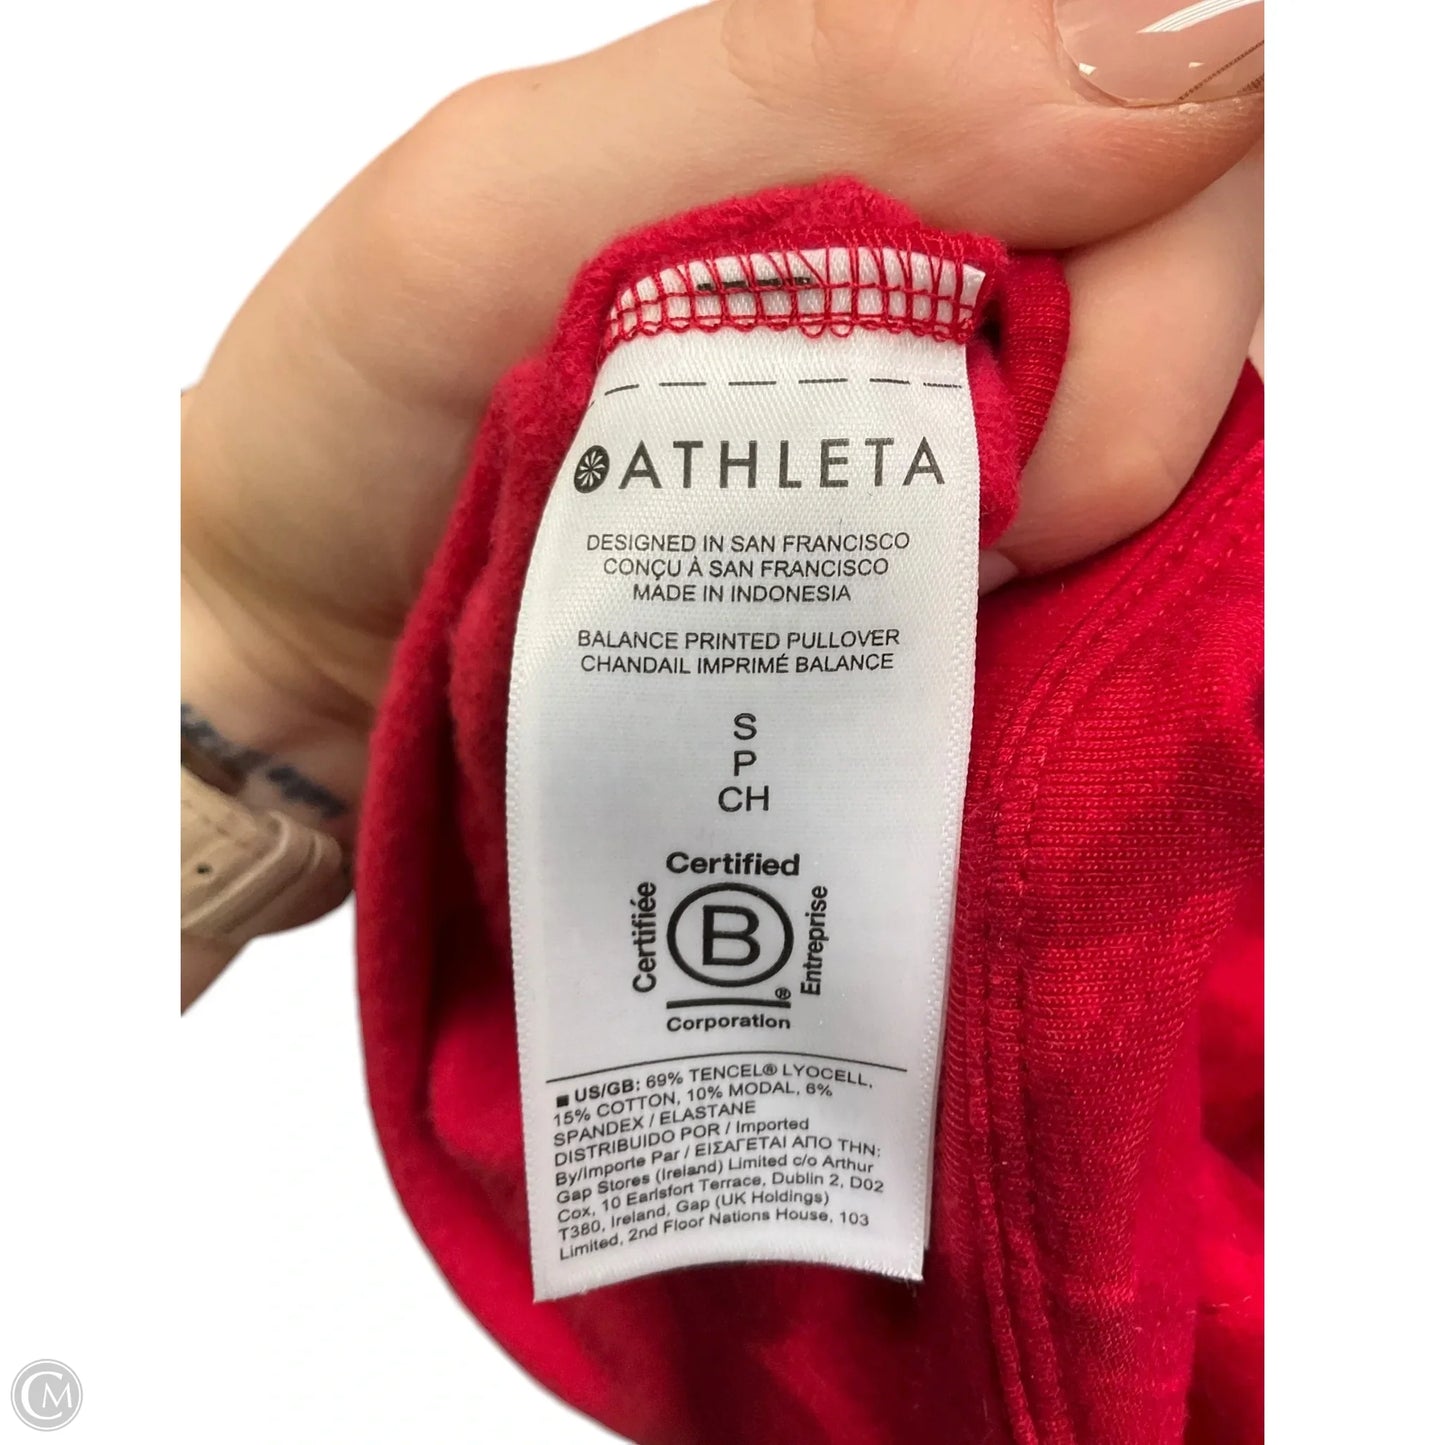 ATHLETA
DESIGNED IN SAN FRANCISCO
CONÇU À SAN FRANCISCO
MADE IN INDONESIA
BALANCE PRINTED PULLOVER
CHANDAIL IMPRIMÉ BALANCE
S
P
CH
Certified
Certifiée
B
®
Entreprise
Corporation
■ US/GB: 69% TENCEL® LYOCELL,
15% COTTON, 10% MODAL, 6%
SPANDEX / ELASTANE
DISTRIBUIDO POR / Imported
By/Importe Par / ΕΙΣΑΓΕΤΑΙ ΑΠΟ ΤΗΝ:
Gap Stores (Ireland) Limited c/o Arthur
Cox, 10 Earlsfort Terrace, Dublin 2, D02
T380, Ireland, Gap (UK Holdings)
Limited, 2nd Floor Nations House, 103
CM